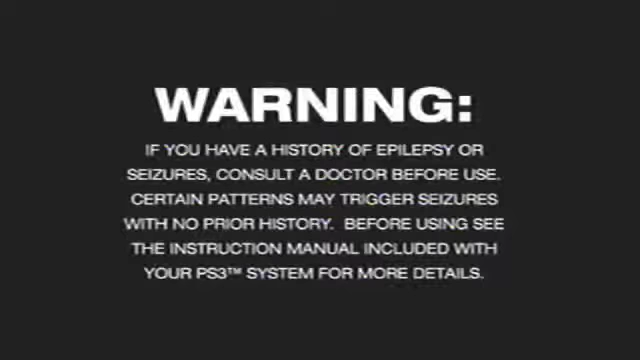 WARNING:
IF YOU HAVE A HISTORY OF EPILEPSY OR
SEIZURES, CONSULT A DOCTOR BEFORE USE.
CERTAIN PATTERNS MAY TRIGGER SEIZURES
WITH NO PRIOR HISTORY. BEFORE USING SEE
THE INSTRUCTION MANUAL INCLUDED WITH
YOUR PS3™ SYSTEM FOR MORE DETAILS.